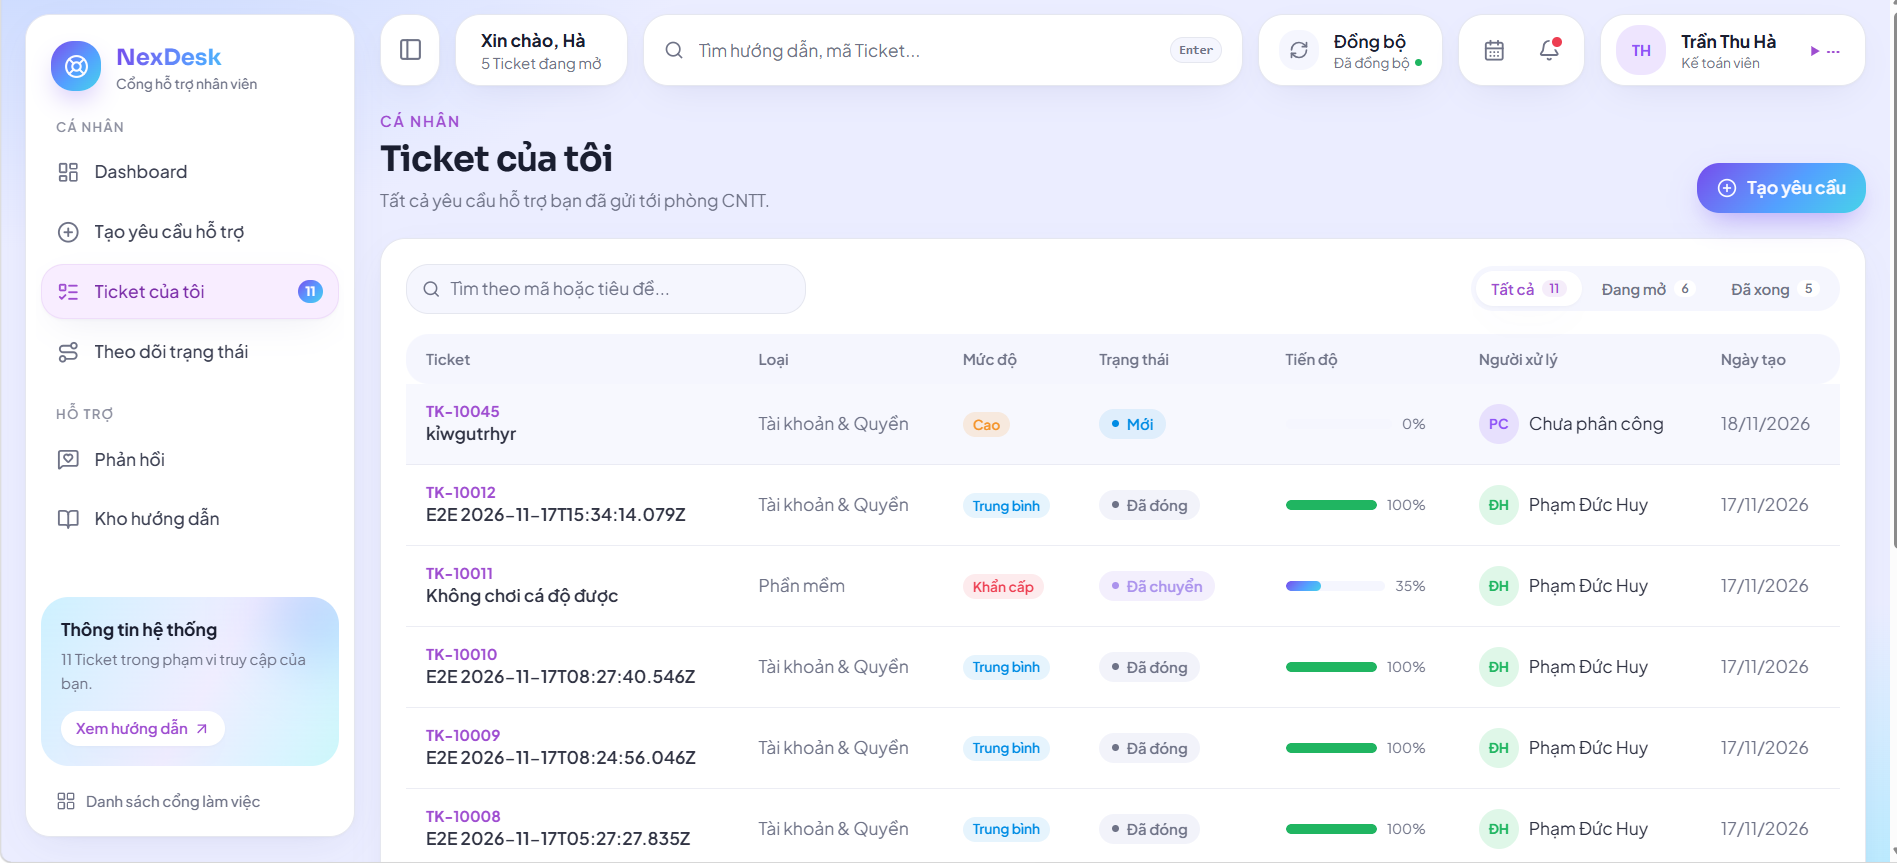 NexDesk
Cổng hỗ trợ nhân viên
CÁ NHÂN
Dashboard
Tạo yêu cầu hỗ trợ
Ticket của tôi 11
Theo dõi trạng thái
HỖ TRỢ
Phản hồi
Kho hướng dẫn
Thông tin hệ thống
11 Ticket trong phạm vi truy cập của
bạn.
Xem hướng dẫn
Danh sách cổng làm việc
Xin chào, Hà
5 Ticket đang mở
Tìm hướng dẫn, mã Ticket... Enter
Đồng bộ
Đã đồng bộ
TH
Trần Thu Hà
Kế toán viên
CÁ NHÂN
Ticket của tôi
Tất cả yêu cầu hỗ trợ bạn đã gửi tới phòng CNTT.
Tạo yêu cầu
Tìm theo mã hoặc tiêu đề...
Tất cả 11 Đang mở 6 Đã xong 5
Ticket Loại Mức độ Trạng thái Tiến độ Người xử lý Ngày tạo
TK-10045
kỉwgutrhyr
Tài khoản & Quyền Cao Mới 0% PC Chưa phân công 18/11/2026
TK-10012
E2E 2026-11-17T15:34:14.079Z
Tài khoản & Quyền Trung bình Đã đóng 100% ĐH Phạm Đức Huy 17/11/2026
TK-10011
Không chơi cá độ được
Phần mềm Khẩn cấp Đã chuyển 35% ĐH Phạm Đức Huy 17/11/2026
TK-10010
E2E 2026-11-17T08:27:40.546Z
Tài khoản & Quyền Trung bình Đã đóng 100% ĐH Phạm Đức Huy 17/11/2026
TK-10009
E2E 2026-11-17T08:24:56.046Z
Tài khoản & Quyền Trung bình Đã đóng 100% ĐH Phạm Đức Huy 17/11/2026
TK-10008
E2E 2026-11-17T05:27:27.835Z
Tài khoản & Quyền Trung bình Đã đóng 100% ĐH Phạm Đức Huy 17/11/2026